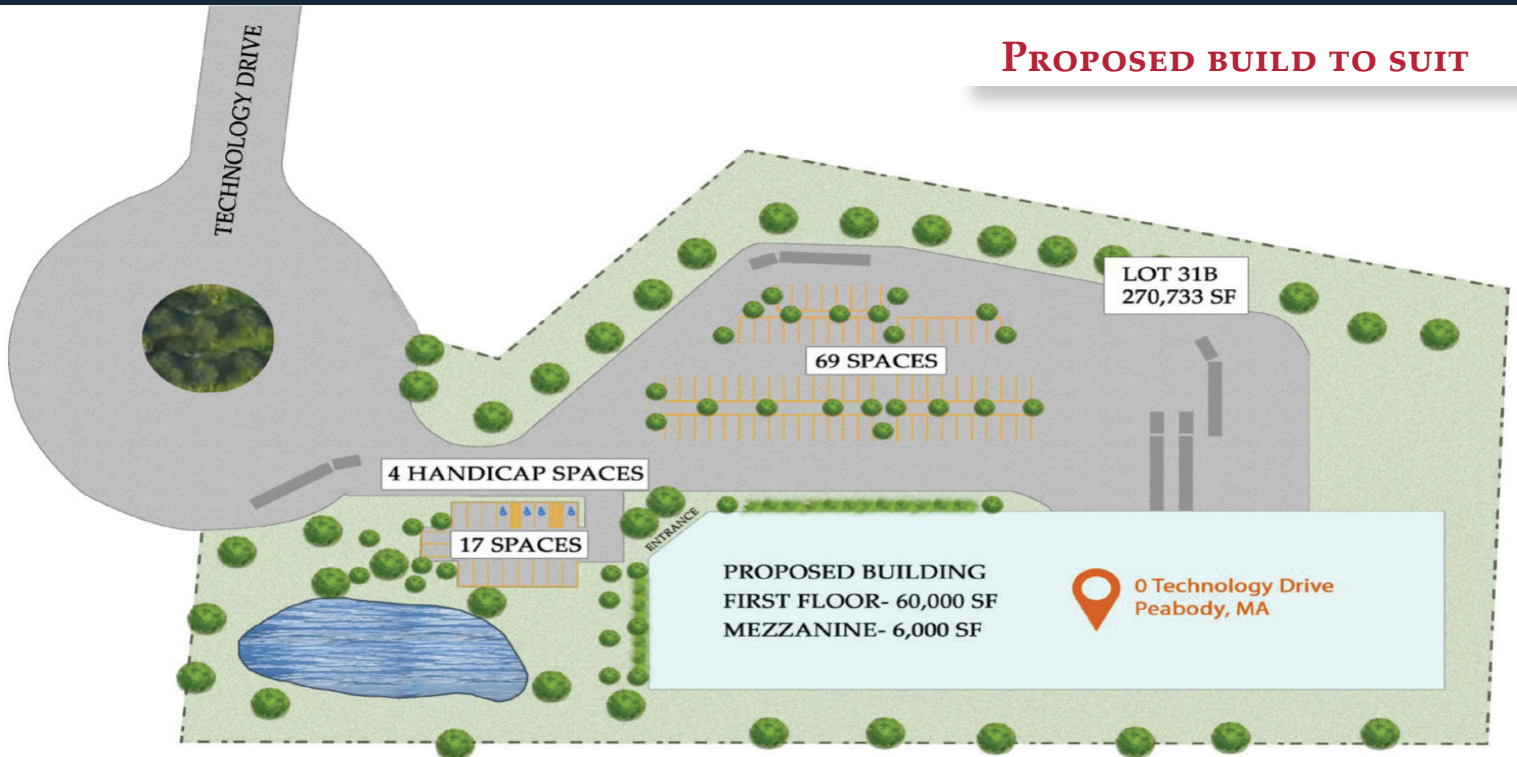 PROPOSED BUILD TO SUIT
TECHNOLOGY DRIVE
LOT 31B
270,733 SF
69 SPACES
4 HANDICAP SPACES
17 SPACES
ENTRANCE
PROPOSED BUILDING
FIRST FLOOR- 60,000 SF
MEZZANINE- 6,000 SF
0 Technology Drive
Peabody, MA